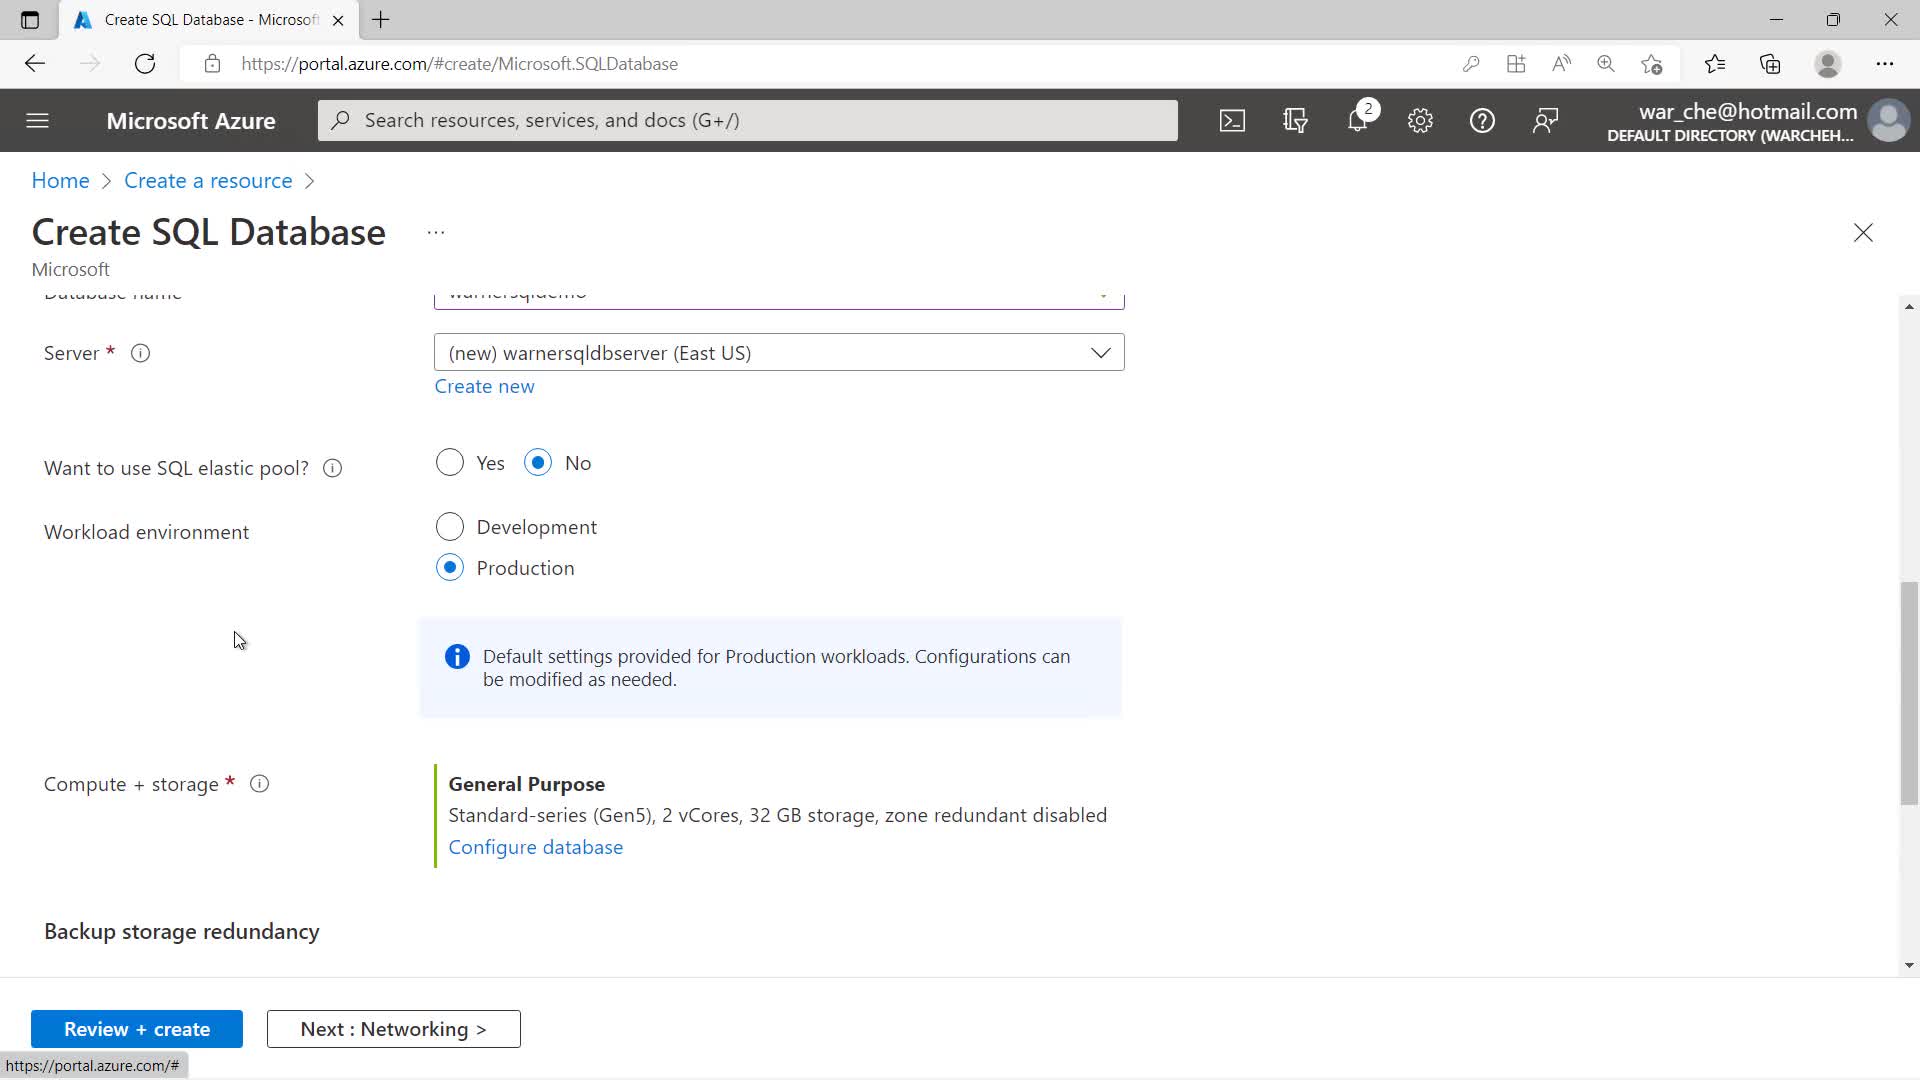 Create SQL Database - Microsof
https://portal.azure.com/#create/Microsoft.SQLDatabase
Microsoft Azure
Search resources, services, and docs (G+/)
2
war_che@hotmail.com
DEFAULT DIRECTORY (WARCHEH...
Home > Create a resource >
Create SQL Database ...
Microsoft
Database name
warnersqldemo
Server * 
(new) warnersqldbserver (East US)
Create new
Want to use SQL elastic pool?
Yes No
Workload environment
Development
Production
Default settings provided for Production workloads. Configurations can
be modified as needed.
Compute + storage *
General Purpose
Standard-series (Gen5), 2 vCores, 32 GB storage, zone redundant disabled
Configure database
Backup storage redundancy
Review + create
Next : Networking >
https://portal.azure.com/#